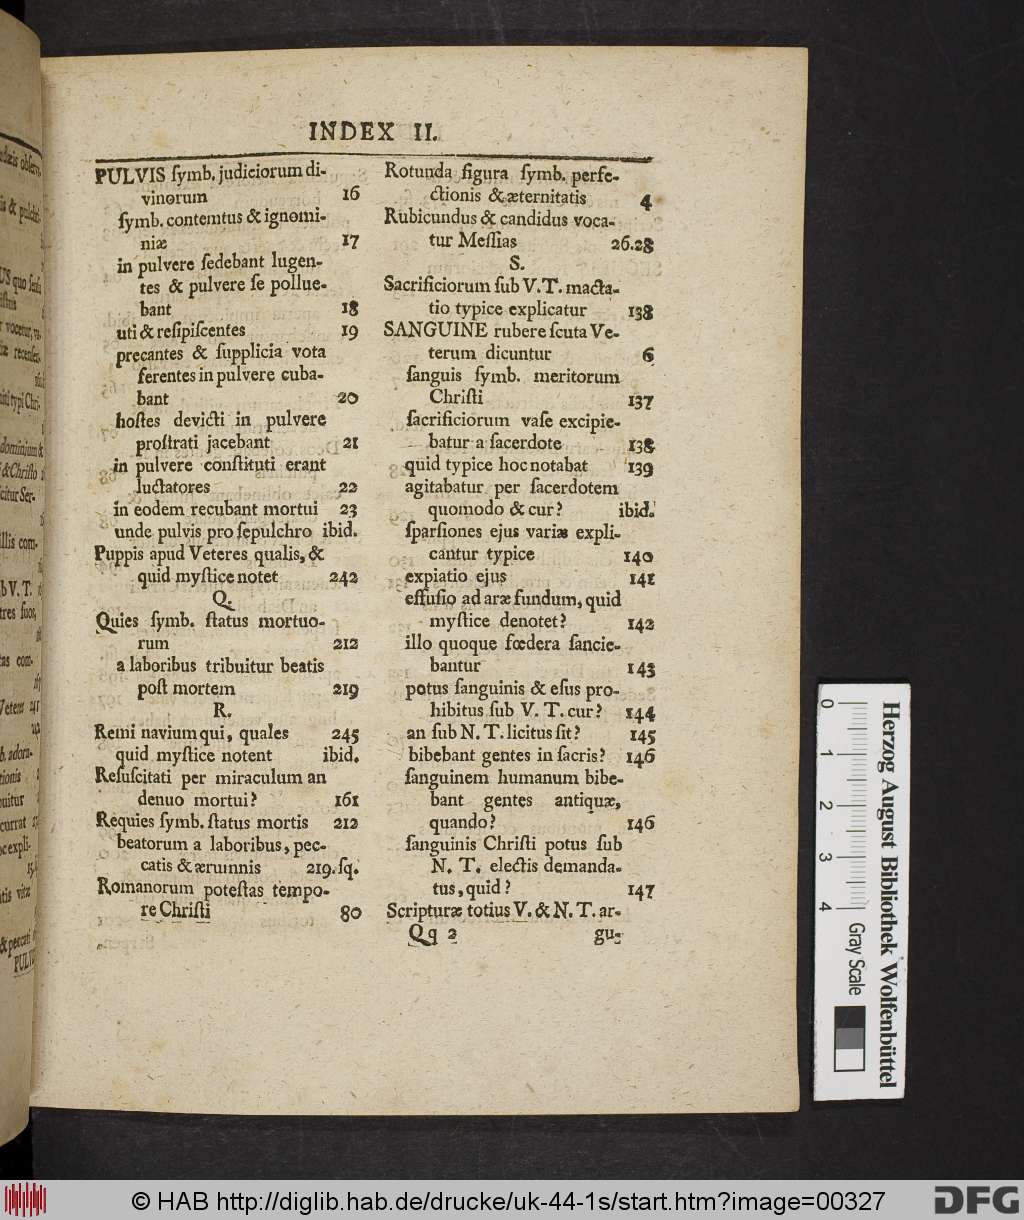 INDEX II.
PULVIS ſymb. judiciorum di-
vinorum 16
ſymb. contemtus & ignomi-
niæ 17
in pulvere ſedebant lugen-
tes & pulvere ſe pollue-
bant 18
uti & reſipiſcentes 19
precantes & ſupplicia vota
ferentes in pulvere cuba-
bant 20
hoſtes devicti in pulvere
proſtrati jacebant 21
in pulvere conſtituti erant
luctatores 22
in eodem recubant mortui 23
unde pulvis pro ſepulchro ibid.
Puppis apud Veteres qualis, &
quid myſtice notet 242
Q.
Quies ſymb. ſtatus mortuo-
rum 212
a laboribus tribuitur beatis
poſt mortem 219
R.
Remi navium qui, quales 245
quid myſtice notent ibid.
Reſuſcitati per miraculum an
denuo mortui? 161
Requies ſymb. ſtatus mortis 212
beatorum a laboribus, pec-
catis & ærumnis 219. ſq.
Romanorum poteſtas tempo-
re Chriſti 80
Rotunda figura ſymb. perfe-
ctionis & æternitatis 4
Rubicundus & candidus voca-
tur Meſſias 26.28
S.
Sacrificiorum ſub V. T. macta-
tio typice explicatur 138
SANGUINE rubere ſcuta Ve-
terum dicuntur 6
ſanguis ſymb. meritorum
Chriſti 137
ſacrificiorum vaſe excipie-
batur a ſacerdote 138
quid typice hoc notabat 139
agitabatur per ſacerdotem
quomodo & cur? ibid.
ſparſiones ejus variæ expli-
cantur typice 140
expiatio ejus 141
effuſio ad aræ fundum, quid
myſtice denotet? 142
illo quoque fœdera ſancie-
bantur 143
potus ſanguinis & eſus pro-
hibitus ſub V. T. cur? 144
an ſub N. T. licitus ſit? 145
bibebant gentes in ſacris? 146
ſanguinem humanum bibe-
bant gentes antiquæ,
quando? 146
ſanguinis Chriſti potus ſub
N. T. electis demanda-
tus, quid? 147
Scripturæ totius V. & N. T. ar-
Qq 2 gu-
0 1 2 3 4
Gray Scale
Herzog August Bibliothek Wolfenbüttel
© HAB http://diglib.hab.de/drucke/uk-44-1s/start.htm?image=00327
DFG